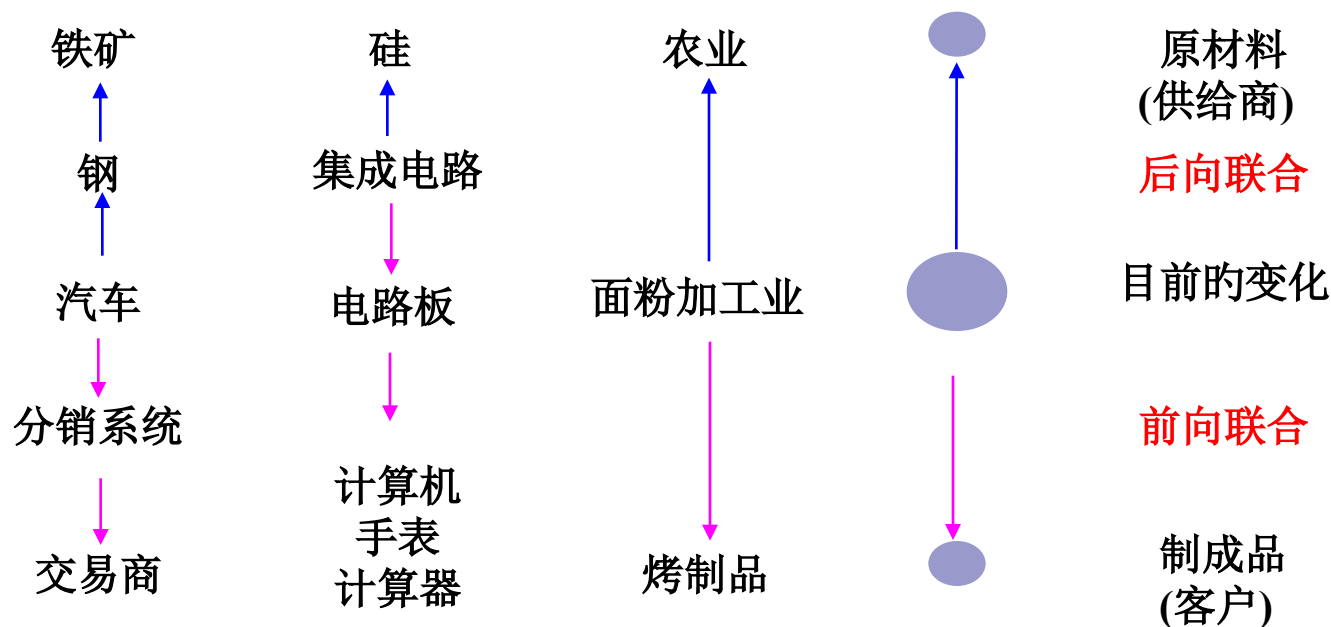 铁矿
硅
农业
原材料
(供给商)
钢
集成电路
后向联合
汽车
电路板
面粉加工业
目前旳变化
分销系统
前向联合
计算机
手表
计算器
交易商
烤制品
制成品
(客户)